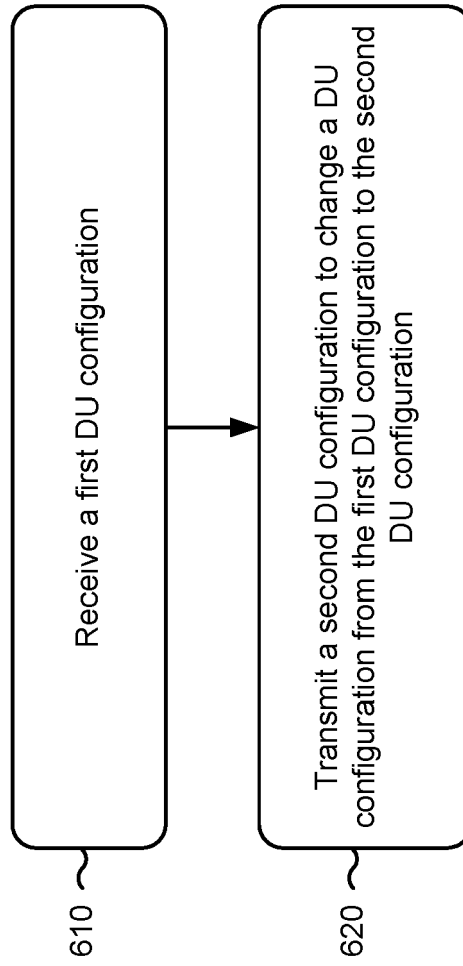 610
Receive a first DU configuration
620
Transmit a second DU configuration to change a DU
configuration from the first DU configuration to the second
DU configuration